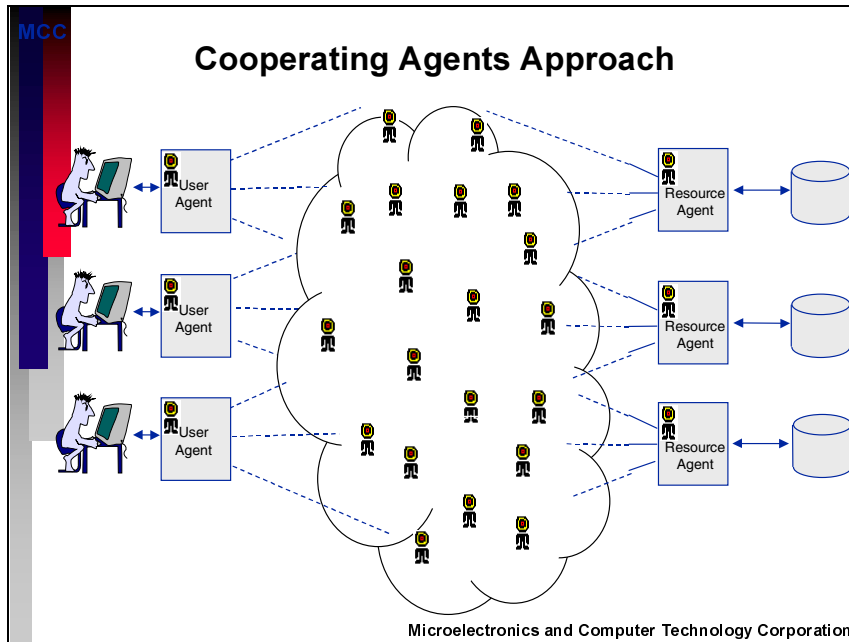 MCC
Cooperating Agents Approach
User
Agent
Resource
Agent
User
Agent
Resource
Agent
User
Agent
Resource
Agent
Microelectronics and Computer Technology Corporation